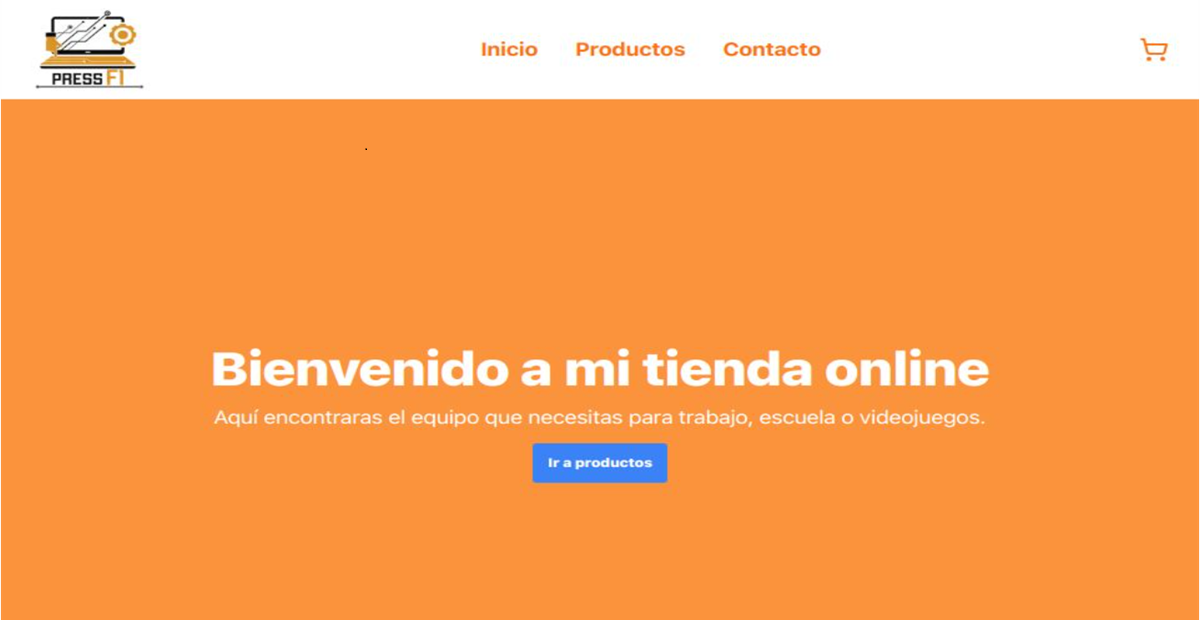 PRESS F1
Inicio Productos Contacto
Bienvenido a mi tienda online
Aquí encontraras el equipo que necesitas para trabajo, escuela o videojuegos.
Ir a productos